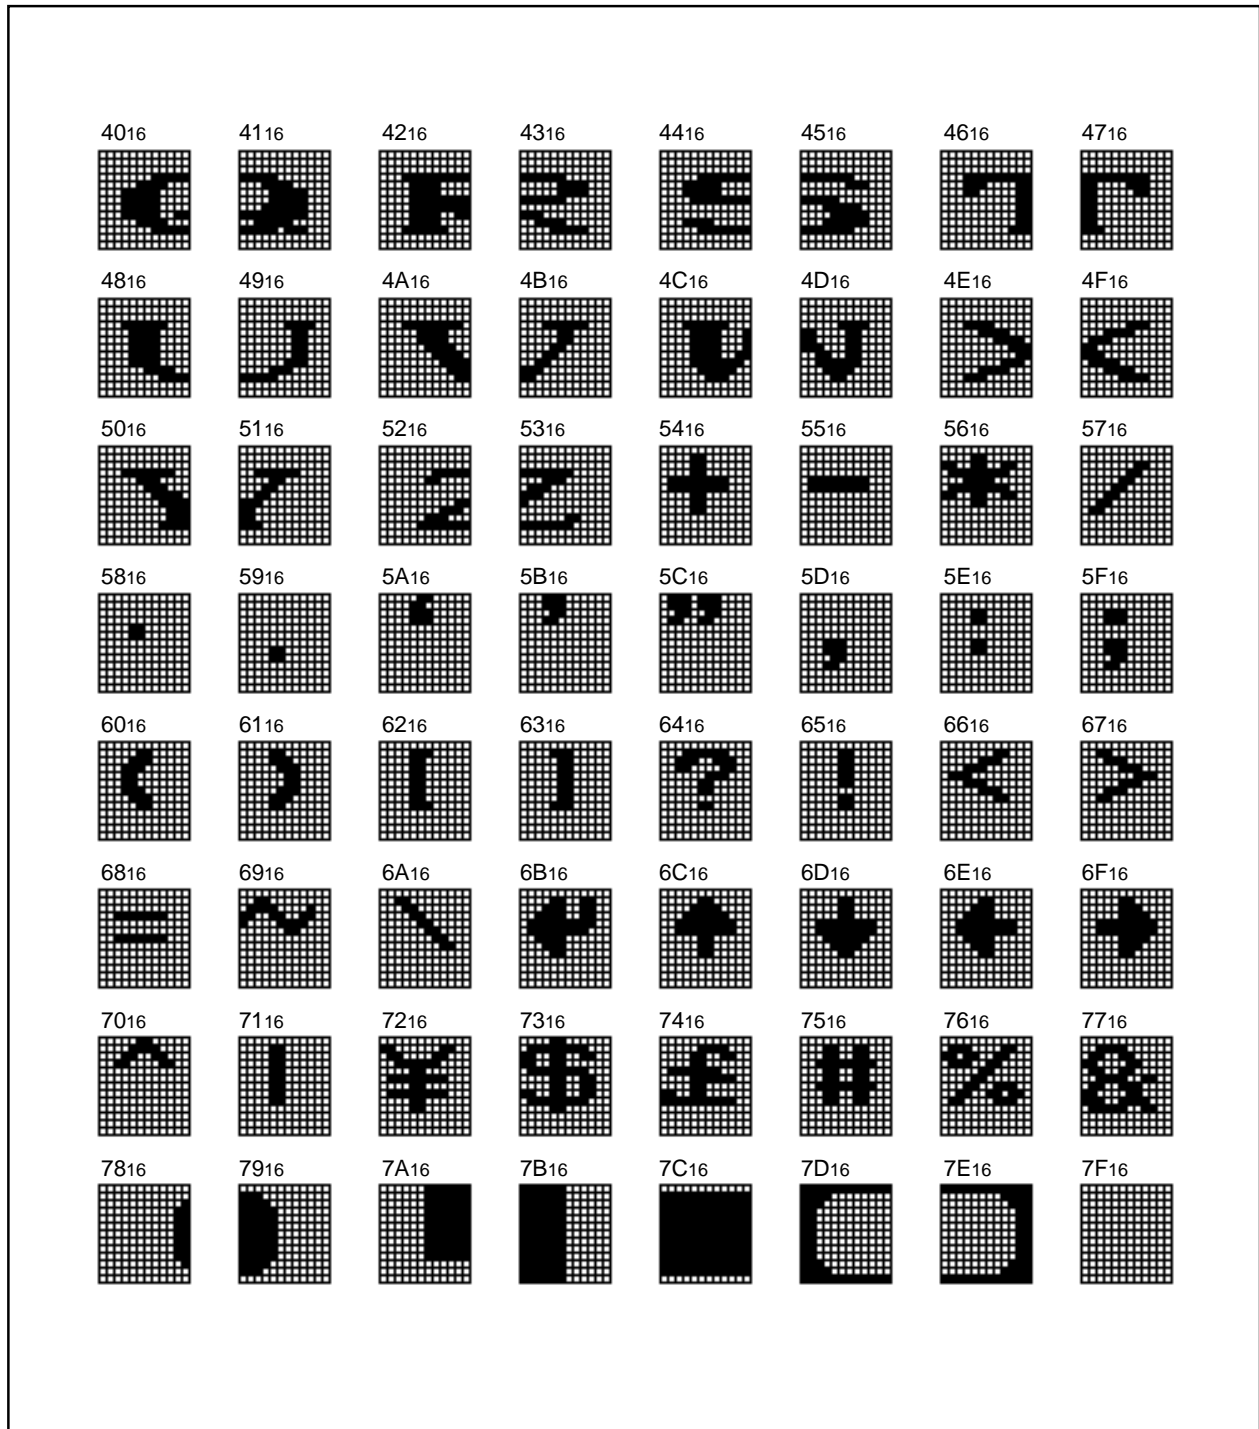 4016 4116 4216 4316 4416 4516 4616 4716
4816 4916 4A16 4B16 4C16 4D16 4E16 4F16
5016 5116 5216 5316 5416 5516 5616 5716
+ - * /
5816 5916 5A16 5B16 5C16 5D16 5E16 5F16
· . ‘ ’ ” , : ;
6016 6116 6216 6316 6416 6516 6616 6716
( ) [ ] ? ! < >
6816 6916 6A16 6B16 6C16 6D16 6E16 6F16
= ~ \ ↵ ↑ ↓ ← →
7016 7116 7216 7316 7416 7516 7616 7716
^ | ¥ $ £ # % &
7816 7916 7A16 7B16 7C16 7D16 7E16 7F16